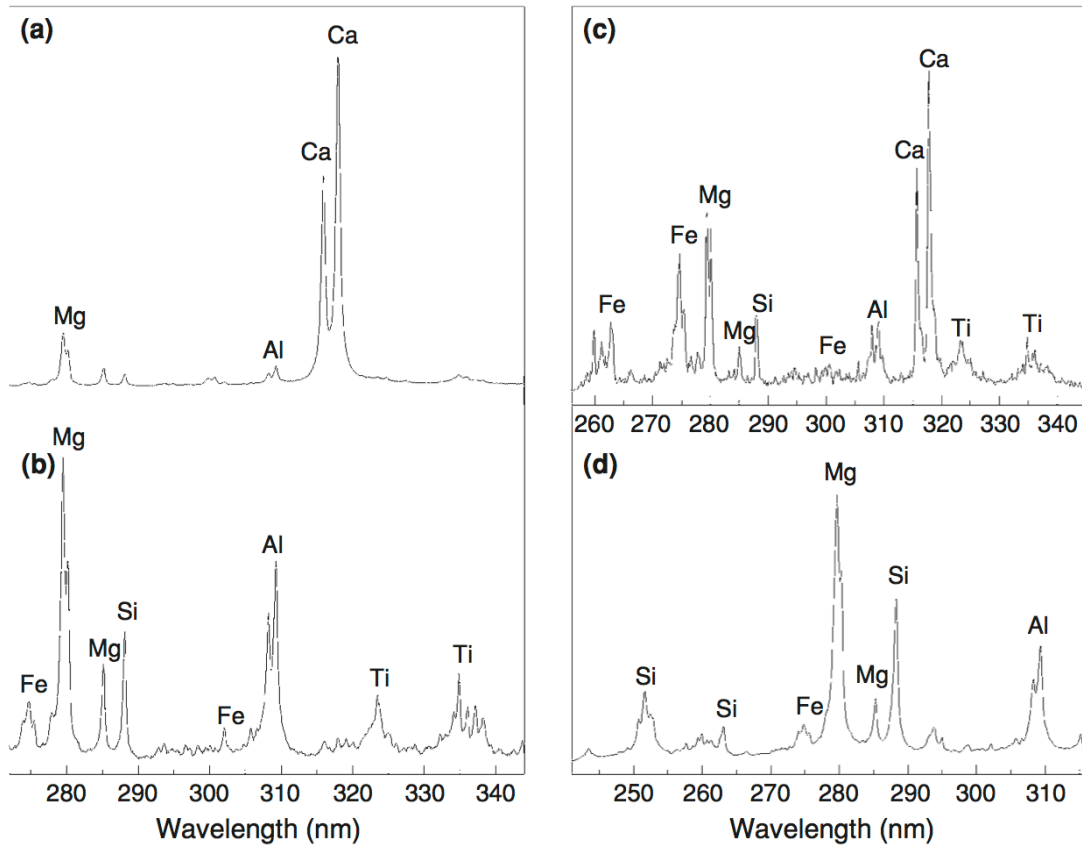 (a)
Ca
Ca
Mg
Al
(b)
Mg
Al
Si
Mg
Ti
Ti
Fe
Fe
280 290 300 310 320 330 340
Wavelength (nm)
(c)
Ca
Ca
Mg
Fe
Fe
Si
Al
Mg
Fe
Ti
Ti
260 270 280 290 300 310 320 330 340
(d)
Mg
Si
Al
Si
Mg
Fe
Si
250 260 270 280 290 300 310
Wavelength (nm)